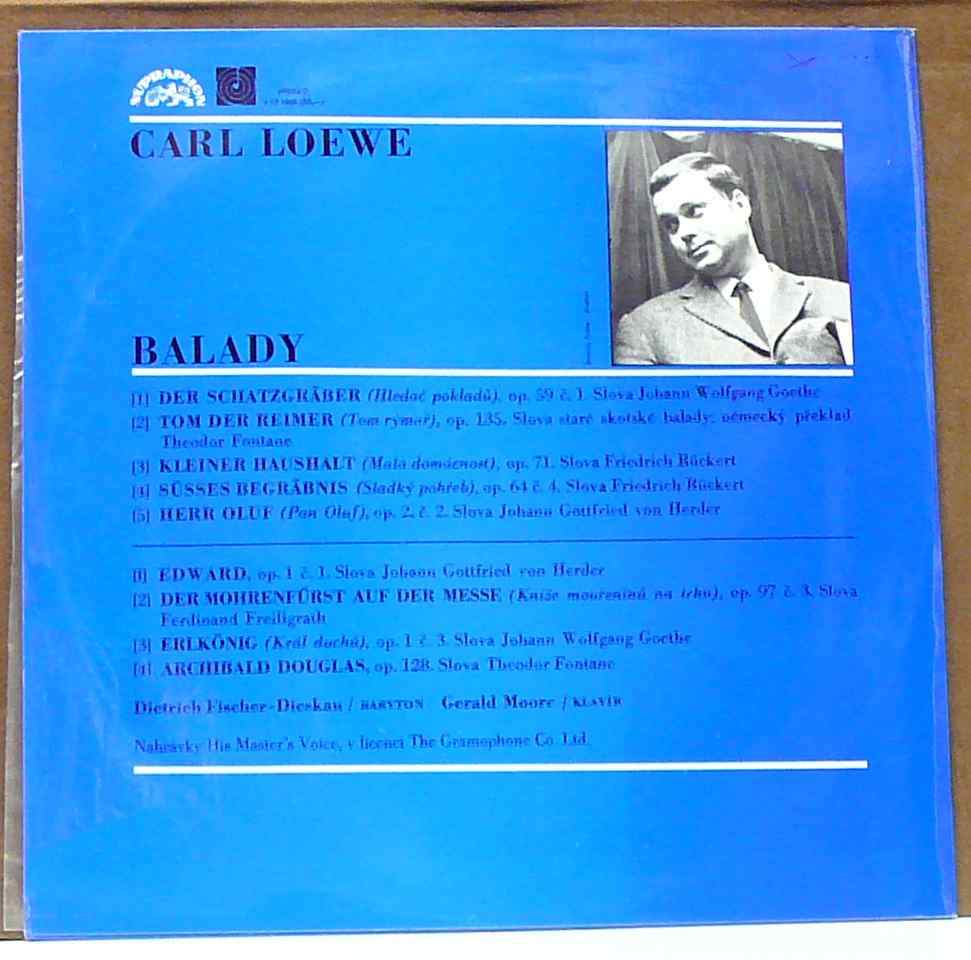 SUPRAPHON
CARL LOEWE
BALADY
[1] DER SCHATZGRÄBER (Hledač pokladů), op. 59 č. 1. Slova Johann Wolfgang Goethe
[2] TOM DER REIMER (Tom rýmař), op. 135. Slova staré skotské balady; německý překlad
Theodor Fontane
[3] KLEINER HAUSHALT (Malá domácnost), op. 71. Slova Friedrich Rückert
[4] SÜSSES BEGRÄBNIS (Sladký pohřeb), op. 64 č. 4. Slova Friedrich Rückert
[5] HERR OLUF (Pan Oluf), op. 2, č. 2. Slova Johann Gottfried von Herder
[1] EDWARD, op. 1 č. 1. Slova Johann Gottfried von Herder
[2] DER MOHRENFÜRST AUF DER MESSE (Kníže mouřenínů na trhu), op. 97 č. 3. Slova
Ferdinand Freiligrath
[3] ERLKÖNIG (Král duchů), op. 1 č. 3. Slova Johann Wolfgang Goethe
[4] ARCHIBALD DOUGLAS, op. 128. Slova Theodor Fontane
Dietrich Fischer-Dieskau / BARYTON Gerald Moore / KLAVÍR
Nahrávky His Master's Voice, v licenci The Gramophone Co. Ltd.